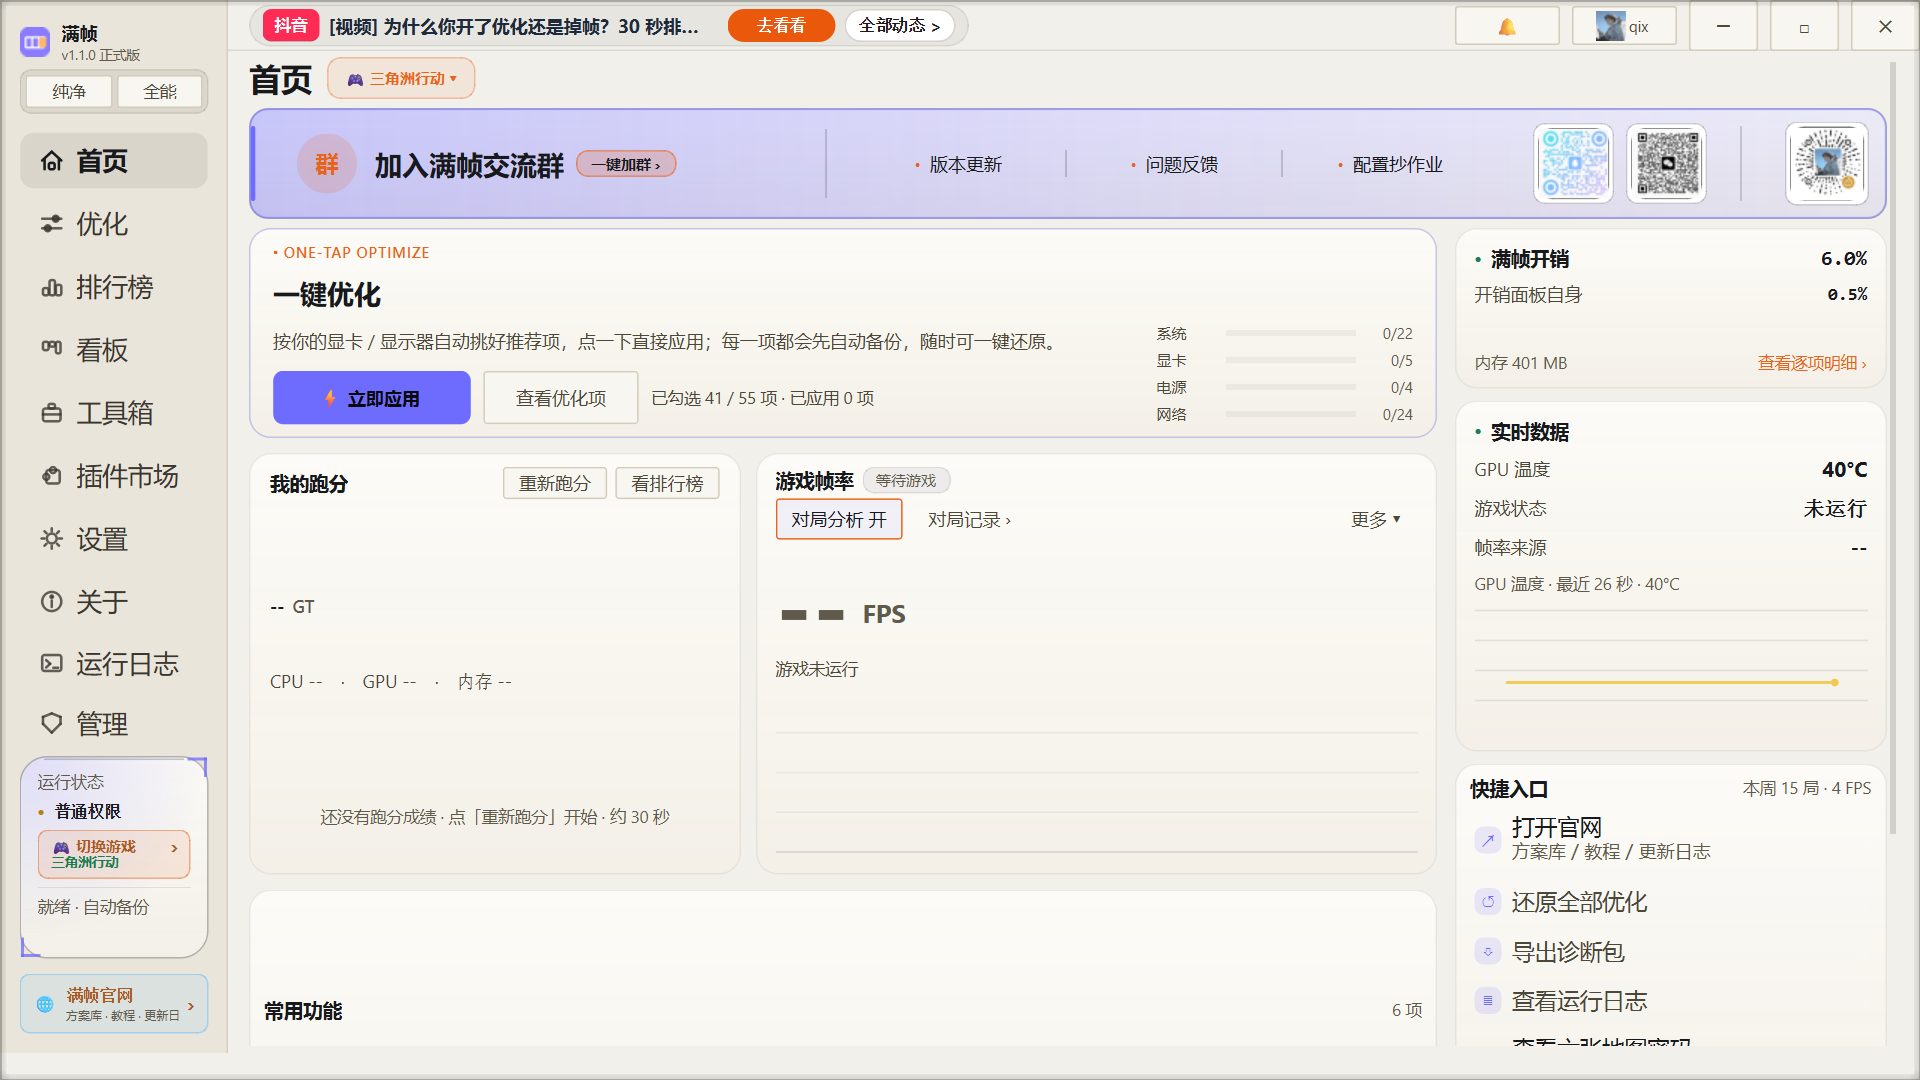 满帧
v1.1.0 正式版
纯净
全能
首页
优化
排行榜
看板
工具箱
插件市场
设置
关于
运行日志
管理
运行状态
• 普通权限
切换游戏 ›
三角洲行动
就绪 · 自动备份
满帧官网 ›
方案库 · 教程 · 更新日
抖音 [视频] 为什么你开了优化还是掉帧？30 秒排...
去看看
全部动态 >
qix
首页
三角洲行动 ▾
群 加入满帧交流群 一键加群 ›
• 版本更新
• 问题反馈
• 配置抄作业
• ONE-TAP OPTIMIZE
一键优化
按你的显卡 / 显示器自动挑好推荐项，点一下直接应用；每一项都会先自动备份，随时可一键还原。
立即应用
查看优化项
已勾选 41 / 55 项 · 已应用 0 项
系统 0/22
显卡 0/5
电源 0/4
网络 0/24
我的跑分
重新跑分
看排行榜
-- GT
CPU -- · GPU -- · 内存 --
还没有跑分成绩 · 点「重新跑分」开始 · 约 30 秒
游戏帧率 等待游戏
对局分析 开
对局记录 ›
更多 ▾
-- FPS
游戏未运行
常用功能 6 项
• 满帧开销 6.0%
开销面板自身 0.5%
内存 401 MB
查看逐项明细 ›
• 实时数据
GPU 温度 40°C
游戏状态 未运行
帧率来源 --
GPU 温度 · 最近 26 秒 · 40°C
快捷入口 本周 15 局 · 4 FPS
打开官网
方案库 / 教程 / 更新日志
还原全部优化
导出诊断包
查看运行日志